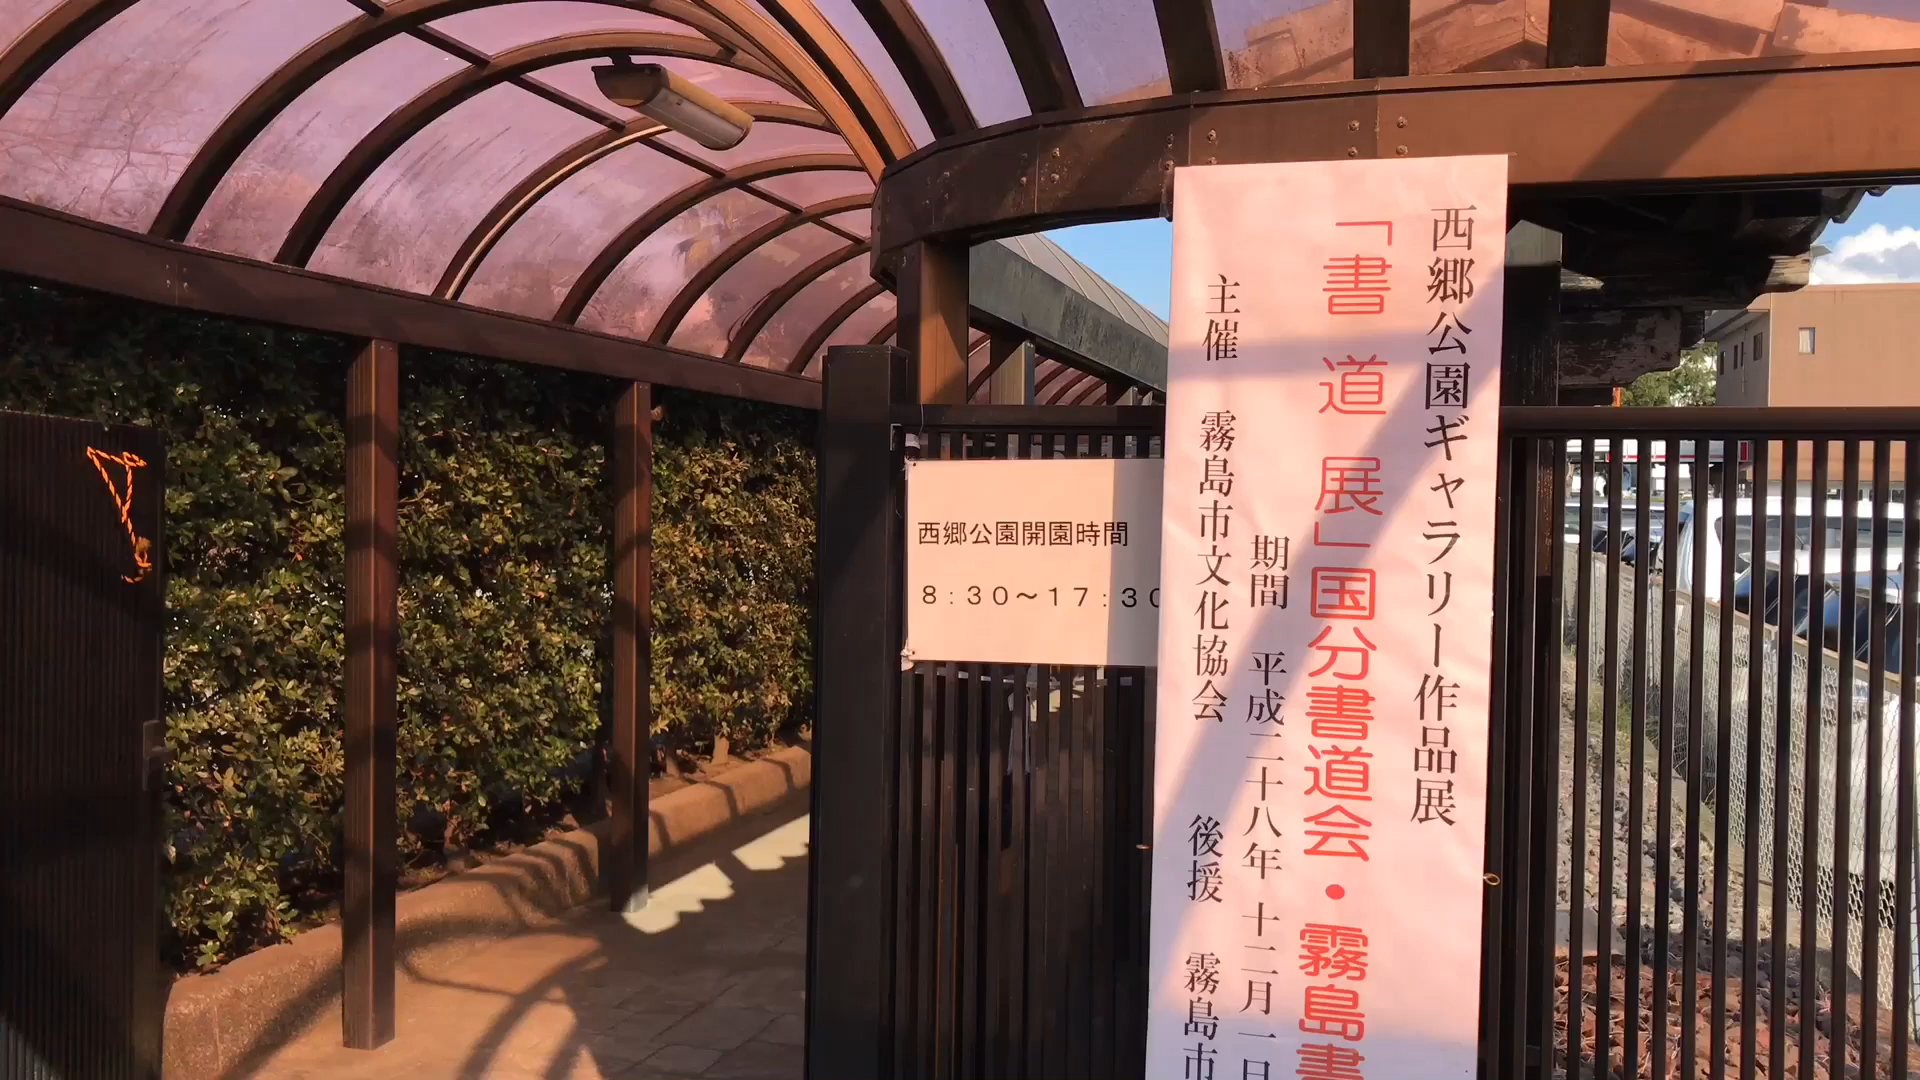 西郷公園ギャラリー作品展
「書道展」国分書道会・霧島書
期間 平成二十八年十二月一日
主催 霧島市文化協会 後援 霧島市
西郷公園開園時間
8:30～17:30